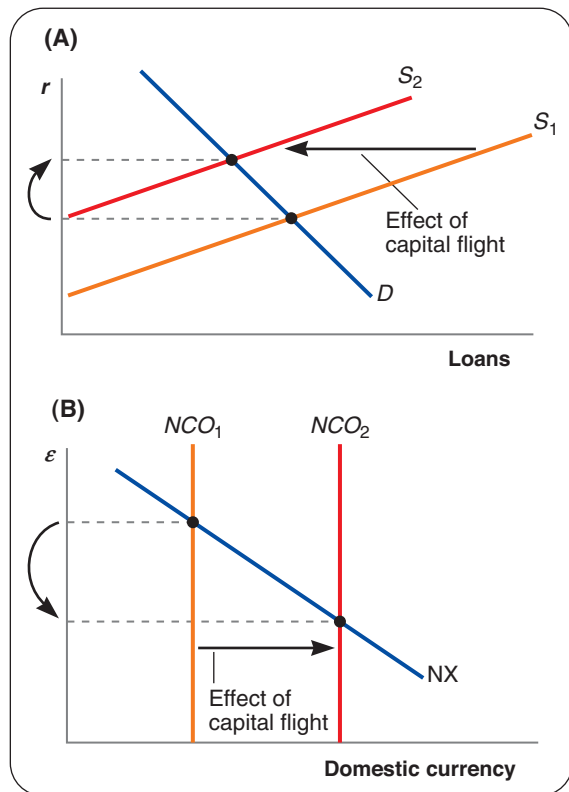 (A)
r
S2
S1
Effect of
capital flight
D
Loans
(B)
NCO1
NCO2
ε
NX
Effect of
capital flight
Domestic currency